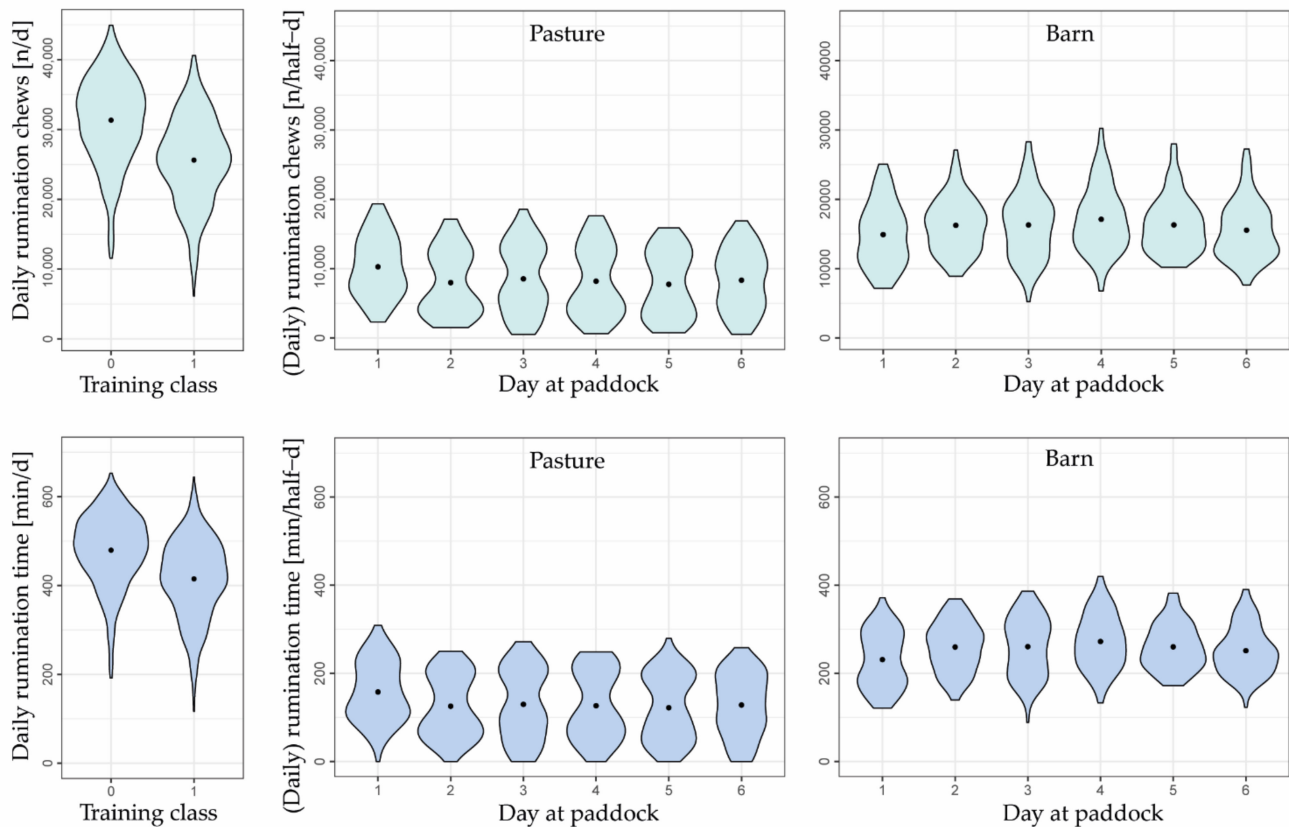 Daily rumination chews [n/d]
40,000
30,000
20,000
10,000
0
0 1
Training class
(Daily) rumination chews [n/half–d]
Pasture
40,000
30,000
20,000
10,000
0
1 2 3 4 5 6
Day at paddock
Barn
40000
30000
20000
10000
0
1 2 3 4 5 6
Day at paddock
Daily rumination time [min/d]
600
400
200
0
0 1
Training class
(Daily) rumination time [min/half–d]
Pasture
600
400
200
0
1 2 3 4 5 6
Day at paddock
Barn
600
400
200
0
1 2 3 4 5 6
Day at paddock